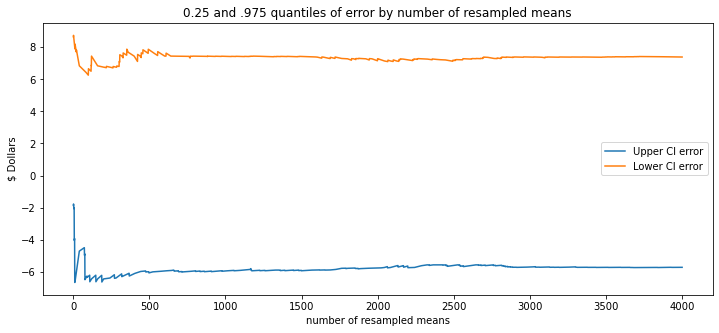 0.25 and .975 quantiles of error by number of resampled means
8
6
4
2
0
−2
−4
−6
$ Dollars
Upper CI error
Lower CI error
0 500 1000 1500 2000 2500 3000 3500 4000
number of resampled means